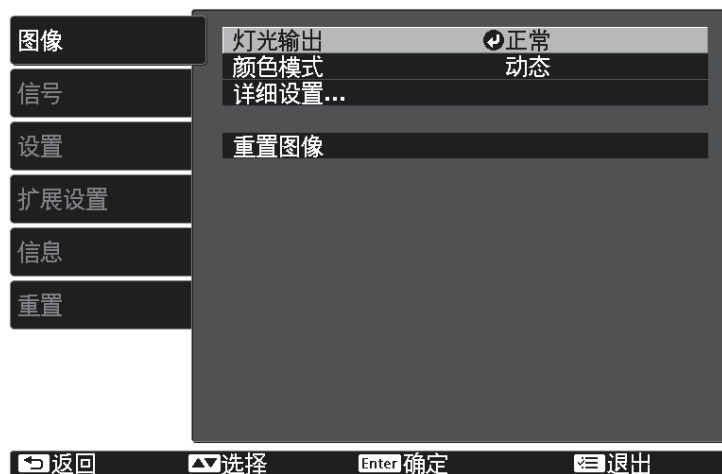 图像
信号
设置
扩展设置
信息
重置
灯光输出 正常
颜色模式 动态
详细设置...
重置图像
返回 选择 Enter 确定 退出